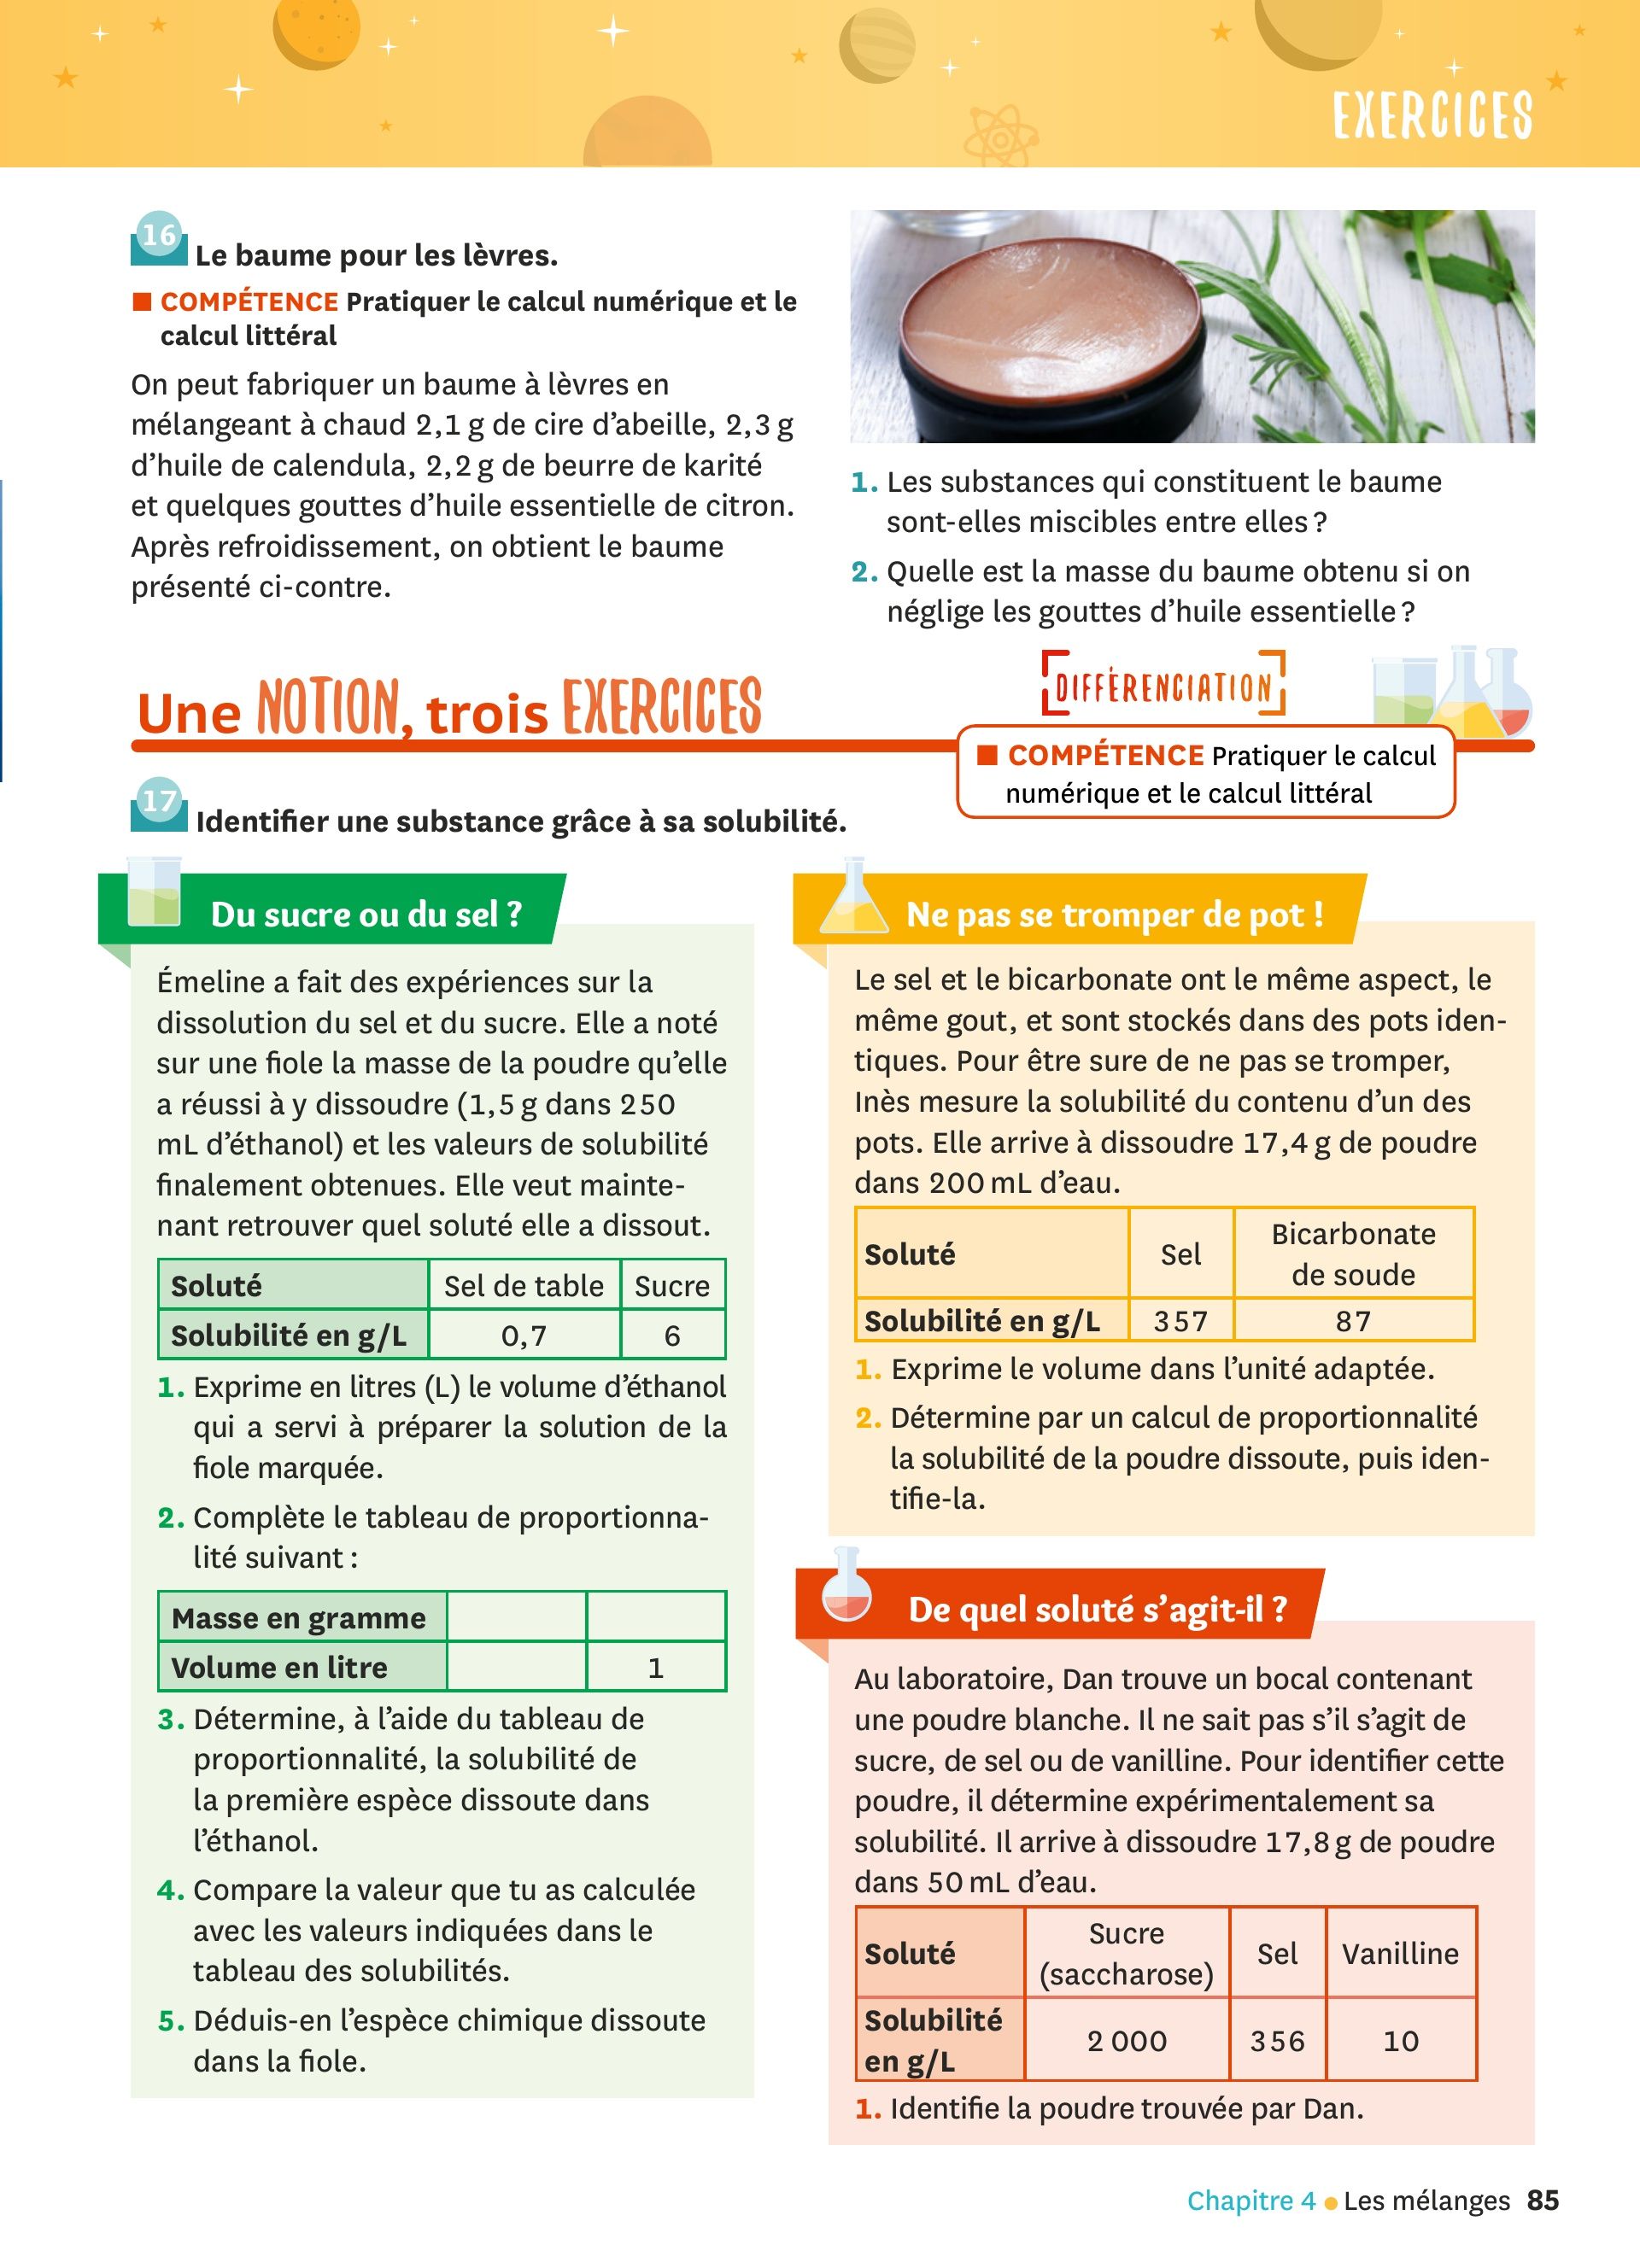 EXERCICES
16 Le baume pour les lèvres.
■ COMPÉTENCE Pratiquer le calcul numérique et le
calcul littéral
On peut fabriquer un baume à lèvres en
mélangeant à chaud 2,1 g de cire d’abeille, 2,3 g
d’huile de calendula, 2,2 g de beurre de karité
et quelques gouttes d’huile essentielle de citron.
Après refroidissement, on obtient le baume
présenté ci-contre.
1. Les substances qui constituent le baume
sont-elles miscibles entre elles ?
2. Quelle est la masse du baume obtenu si on
néglige les gouttes d’huile essentielle ?
Une NOTION, trois EXERCICES
DIFFÉRENCIATION
■ COMPÉTENCE Pratiquer le calcul
numérique et le calcul littéral
17 Identifier une substance grâce à sa solubilité.
Du sucre ou du sel ?
Émeline a fait des expériences sur la
dissolution du sel et du sucre. Elle a noté
sur une fiole la masse de la poudre qu’elle
a réussi à y dissoudre (1,5 g dans 250
mL d’éthanol) et les valeurs de solubilité
finalement obtenues. Elle veut mainte-
nant retrouver quel soluté elle a dissout.
Soluté Sel de table Sucre
Solubilité en g/L 0,7 6
1. Exprime en litres (L) le volume d’éthanol
qui a servi à préparer la solution de la
fiole marquée.
2. Complète le tableau de proportionna-
lité suivant :
Masse en gramme
Volume en litre 1
3. Détermine, à l’aide du tableau de
proportionnalité, la solubilité de
la première espèce dissoute dans
l’éthanol.
4. Compare la valeur que tu as calculée
avec les valeurs indiquées dans le
tableau des solubilités.
5. Déduis-en l’espèce chimique dissoute
dans la fiole.
Ne pas se tromper de pot !
Le sel et le bicarbonate ont le même aspect, le
même gout, et sont stockés dans des pots iden-
tiques. Pour être sure de ne pas se tromper,
Inès mesure la solubilité du contenu d’un des
pots. Elle arrive à dissoudre 17,4 g de poudre
dans 200 mL d’eau.
Soluté Sel Bicarbonate
de soude
Solubilité en g/L 357 87
1. Exprime le volume dans l’unité adaptée.
2. Détermine par un calcul de proportionnalité
la solubilité de la poudre dissoute, puis iden-
tifie-la.
De quel soluté s’agit-il ?
Au laboratoire, Dan trouve un bocal contenant
une poudre blanche. Il ne sait pas s’il s’agit de
sucre, de sel ou de vanilline. Pour identifier cette
poudre, il détermine expérimentalement sa
solubilité. Il arrive à dissoudre 17,8 g de poudre
dans 50 mL d’eau.
Soluté Sucre
(saccharose) Sel Vanilline
Solubilité
en g/L 2 000 356 10
1. Identifie la poudre trouvée par Dan.
Chapitre 4 ● Les mélanges 85